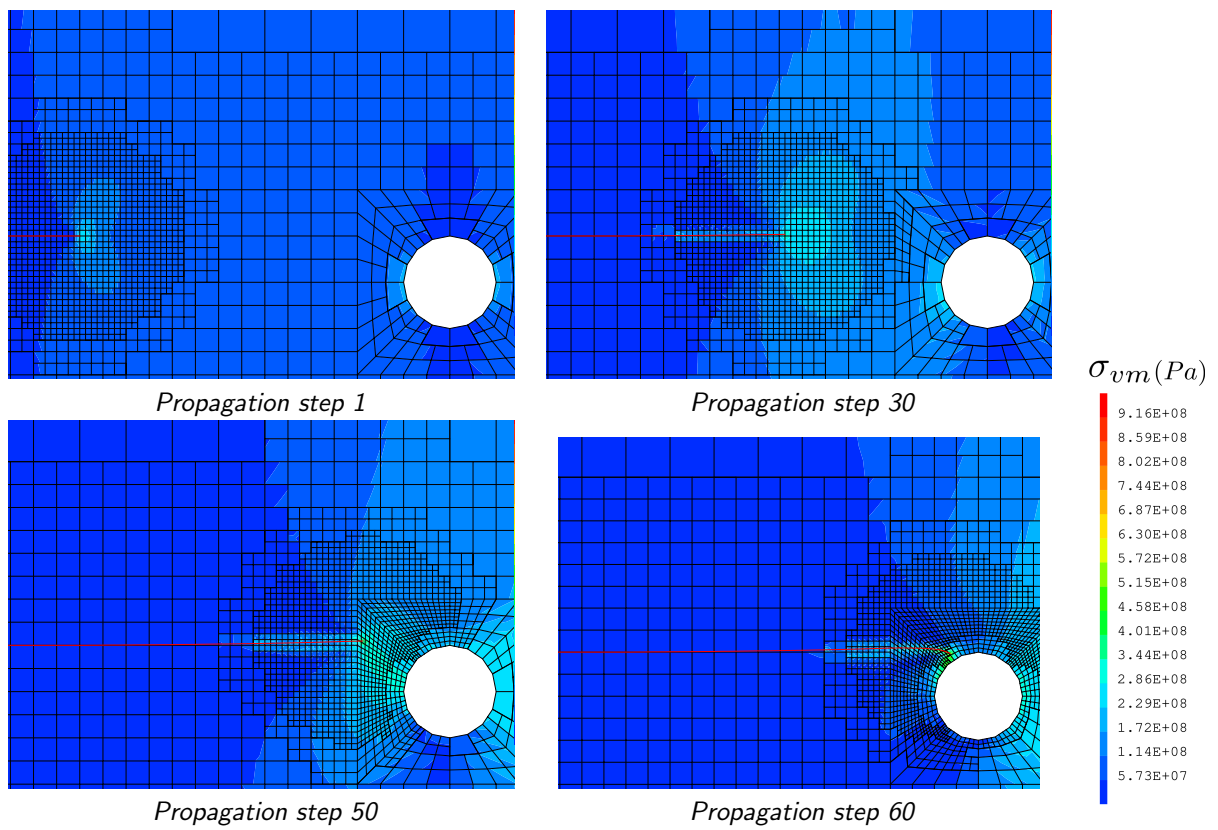 Propagation step 1
Propagation step 30
Propagation step 50
Propagation step 60
σvm(Pa)
9.16E+08
8.59E+08
8.02E+08
7.44E+08
6.87E+08
6.30E+08
5.72E+08
5.15E+08
4.58E+08
4.01E+08
3.44E+08
2.86E+08
2.29E+08
1.72E+08
1.14E+08
5.73E+07